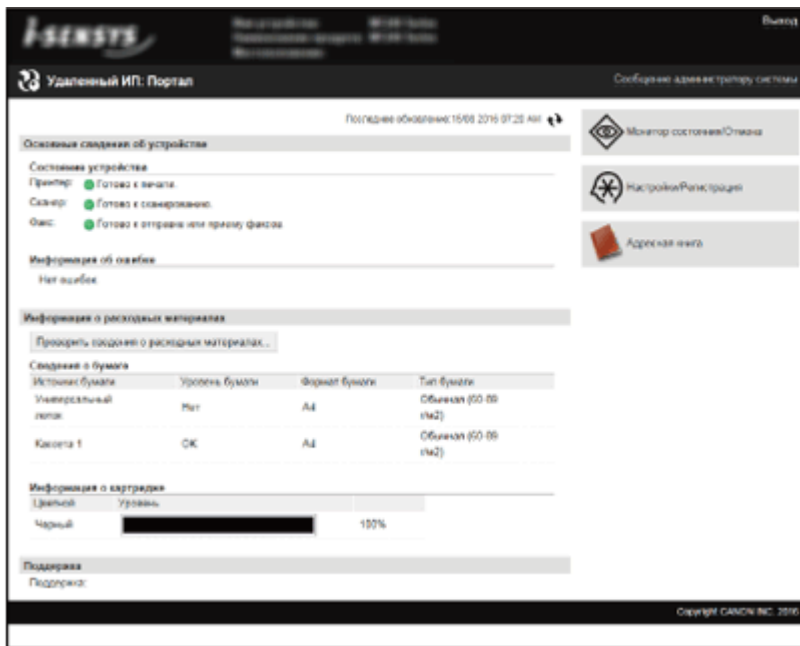 i-SENSYS
Выход
Удаленный ИП: Портал
Сообщение администратору системы
Последнее обновление:
2016 07:28 AM
Основные сведения об устройстве
Состояние устройства
Принтер: Готово к печати.
Сканер: Готово к сканированию.
Факс: Готово к отправке или приему факсов
Информация об ошибке
Нет ошибок.
Информация о расходных материалах
Проверить сведения о расходных материалах...
Сведения о бумаге
Источник бумаги Уровень бумаги Формат бумаги Тип бумаги
Универсальный лоток Нет A4 Обычная (60-89 г/м2)
Кассета 1 OK A4 Обычная (60-89 г/м2)
Информация о картридже
Цветной Уровень
Черный 100%
Поддержка
Поддержка:
Монитор состояния/Отмена
Настройки/Регистрация
Адресная книга
Copyright CANON INC. 2016